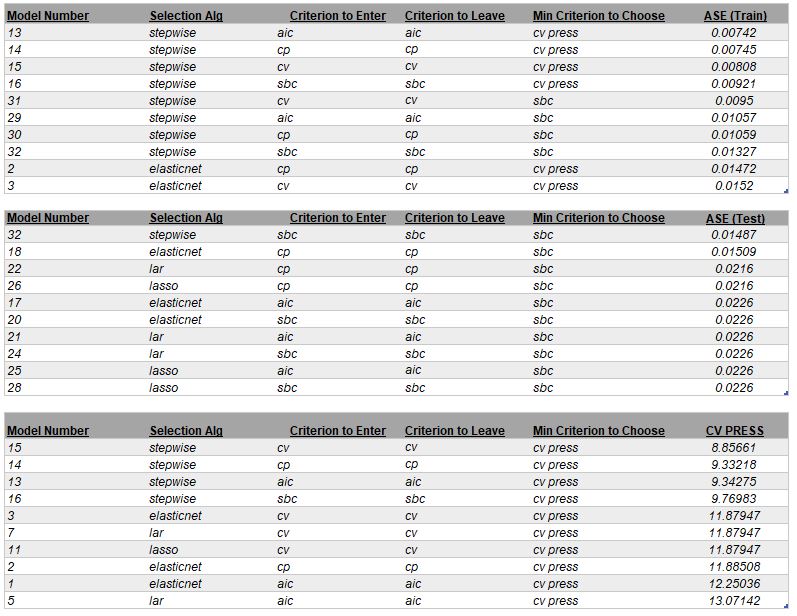 Model Number Selection Alg Criterion to Enter Criterion to Leave Min Criterion to Choose ASE (Train)
13 stepwise aic aic cv press 0.00742
14 stepwise cp cp cv press 0.00745
15 stepwise cv cv cv press 0.00808
16 stepwise sbc sbc cv press 0.00921
31 stepwise cv cv sbc 0.0095
29 stepwise aic aic sbc 0.01057
30 stepwise cp cp sbc 0.01059
32 stepwise sbc sbc sbc 0.01327
2 elasticnet cp cp cv press 0.01472
3 elasticnet cv cv cv press 0.0152
Model Number Selection Alg Criterion to Enter Criterion to Leave Min Criterion to Choose ASE (Test)
32 stepwise sbc sbc sbc 0.01487
18 elasticnet cp cp sbc 0.01509
22 lar cp cp sbc 0.0216
26 lasso cp cp sbc 0.0216
17 elasticnet aic aic sbc 0.0226
20 elasticnet sbc sbc sbc 0.0226
21 lar aic aic sbc 0.0226
24 lar sbc sbc sbc 0.0226
25 lasso aic aic sbc 0.0226
28 lasso sbc sbc sbc 0.0226
Model Number Selection Alg Criterion to Enter Criterion to Leave Min Criterion to Choose CV PRESS
15 stepwise cv cv cv press 8.85661
14 stepwise cp cp cv press 9.33218
13 stepwise aic aic cv press 9.34275
16 stepwise sbc sbc cv press 9.76983
3 elasticnet cv cv cv press 11.87947
7 lar cv cv cv press 11.87947
11 lasso cv cv cv press 11.87947
2 elasticnet cp cp cv press 11.88508
1 elasticnet aic aic cv press 12.25036
5 lar aic aic cv press 13.07142